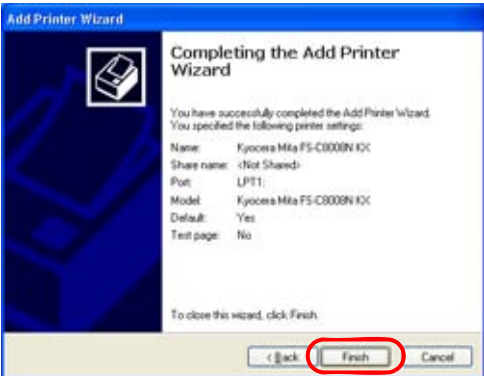 Add Printer Wizard
Completing the Add Printer
Wizard
You have successfully completed the Add Printer Wizard.
You specified the following printer settings:
Name: Kyocera Mita FS-C8008N KX
Share name: <Not Shared>
Port: LPT1:
Model: Kyocera Mita FS-C8008N KX
Default: Yes
Test page: No
To close this wizard, click Finish.
< Back Finish Cancel